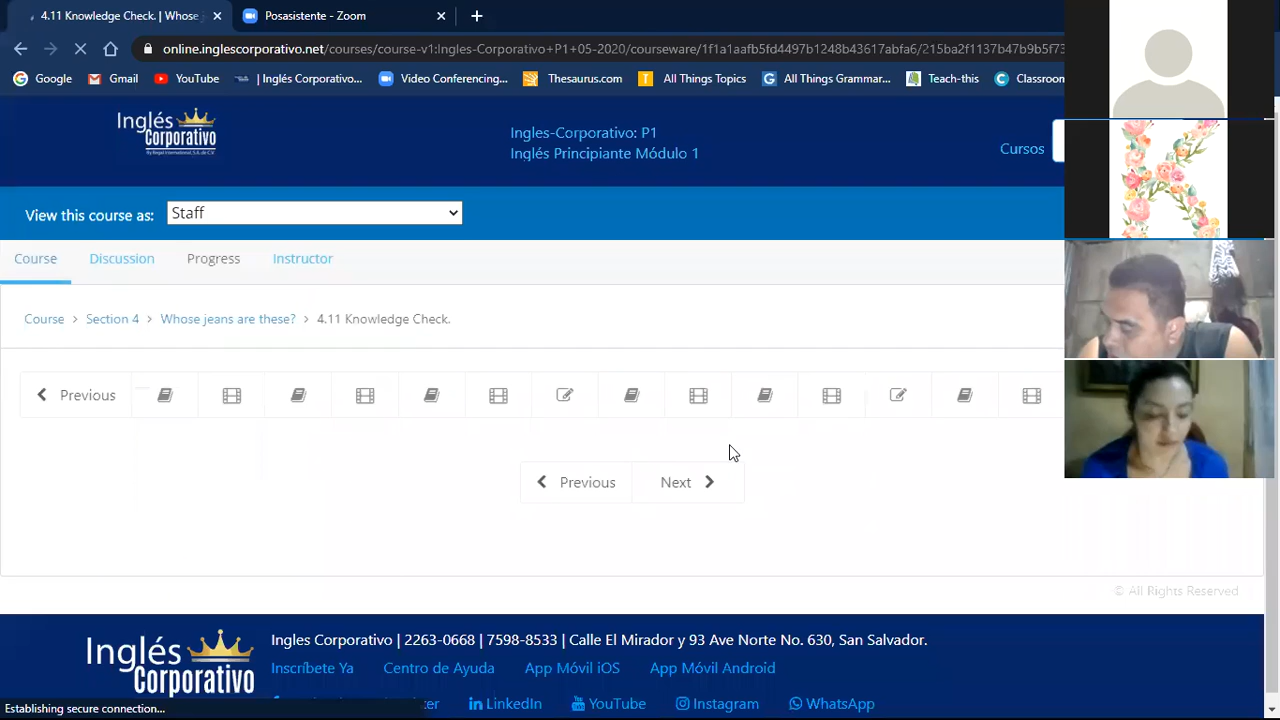 4.11 Knowledge Check. | Whose
Posasistente - Zoom
online.inglescorporativo.net/courses/course-v1:Ingles-Corporativo+P1+05-2020/courseware/1f1a1aafb5fd4497b1248b43617abfa6/215ba2f1137b47b9b5f73
Google Gmail YouTube | Inglés Corporativo... Video Conferencing... Thesaurus.com All Things Topics All Things Grammar... Teach-this Classroom
Inglés
Corporativo
Ingles-Corporativo: P1
Inglés Principiante Módulo 1
Cursos
View this course as: Staff
Course Discussion Progress Instructor
Course > Section 4 > Whose jeans are these? > 4.11 Knowledge Check.
Previous
Previous Next
© All Rights Reserved
Inglés
Corporativo
Ingles Corporativo | 2263-0668 | 7598-8533 | Calle El Mirador y 93 Ave Norte No. 630, San Salvador.
Inscríbete Ya Centro de Ayuda App Móvil iOS App Móvil Android
LinkedIn YouTube Instagram WhatsApp
Establishing secure connection...